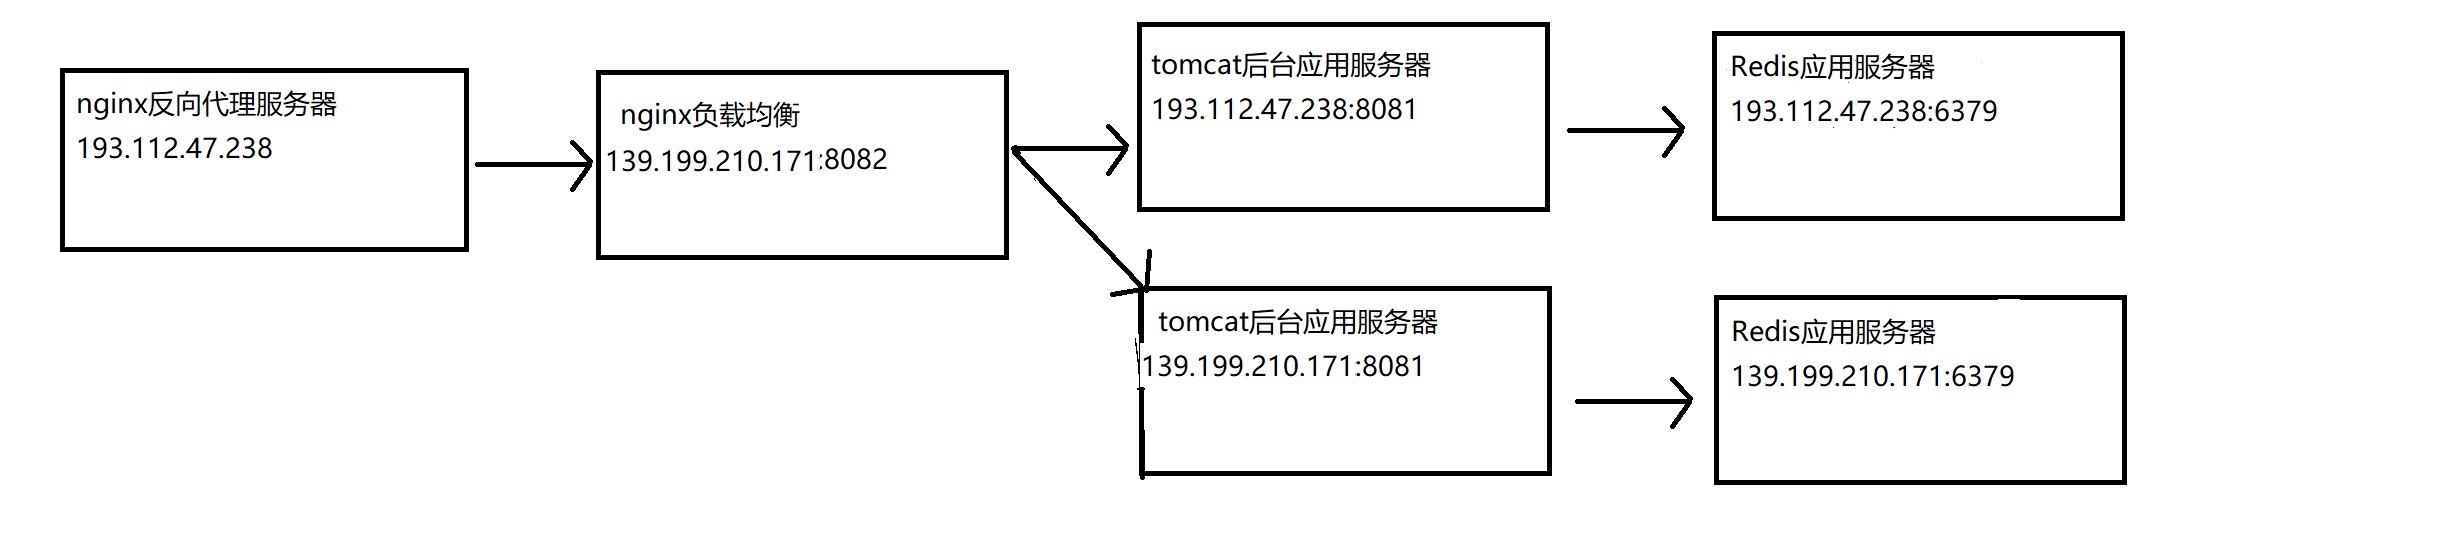 nginx反向代理服务器
193.112.47.238
nginx负载均衡
139.199.210.171:8082
tomcat后台应用服务器
193.112.47.238:8081
Redis应用服务器
193.112.47.238:6379
tomcat后台应用服务器
139.199.210.171:8081
Redis应用服务器
139.199.210.171:6379